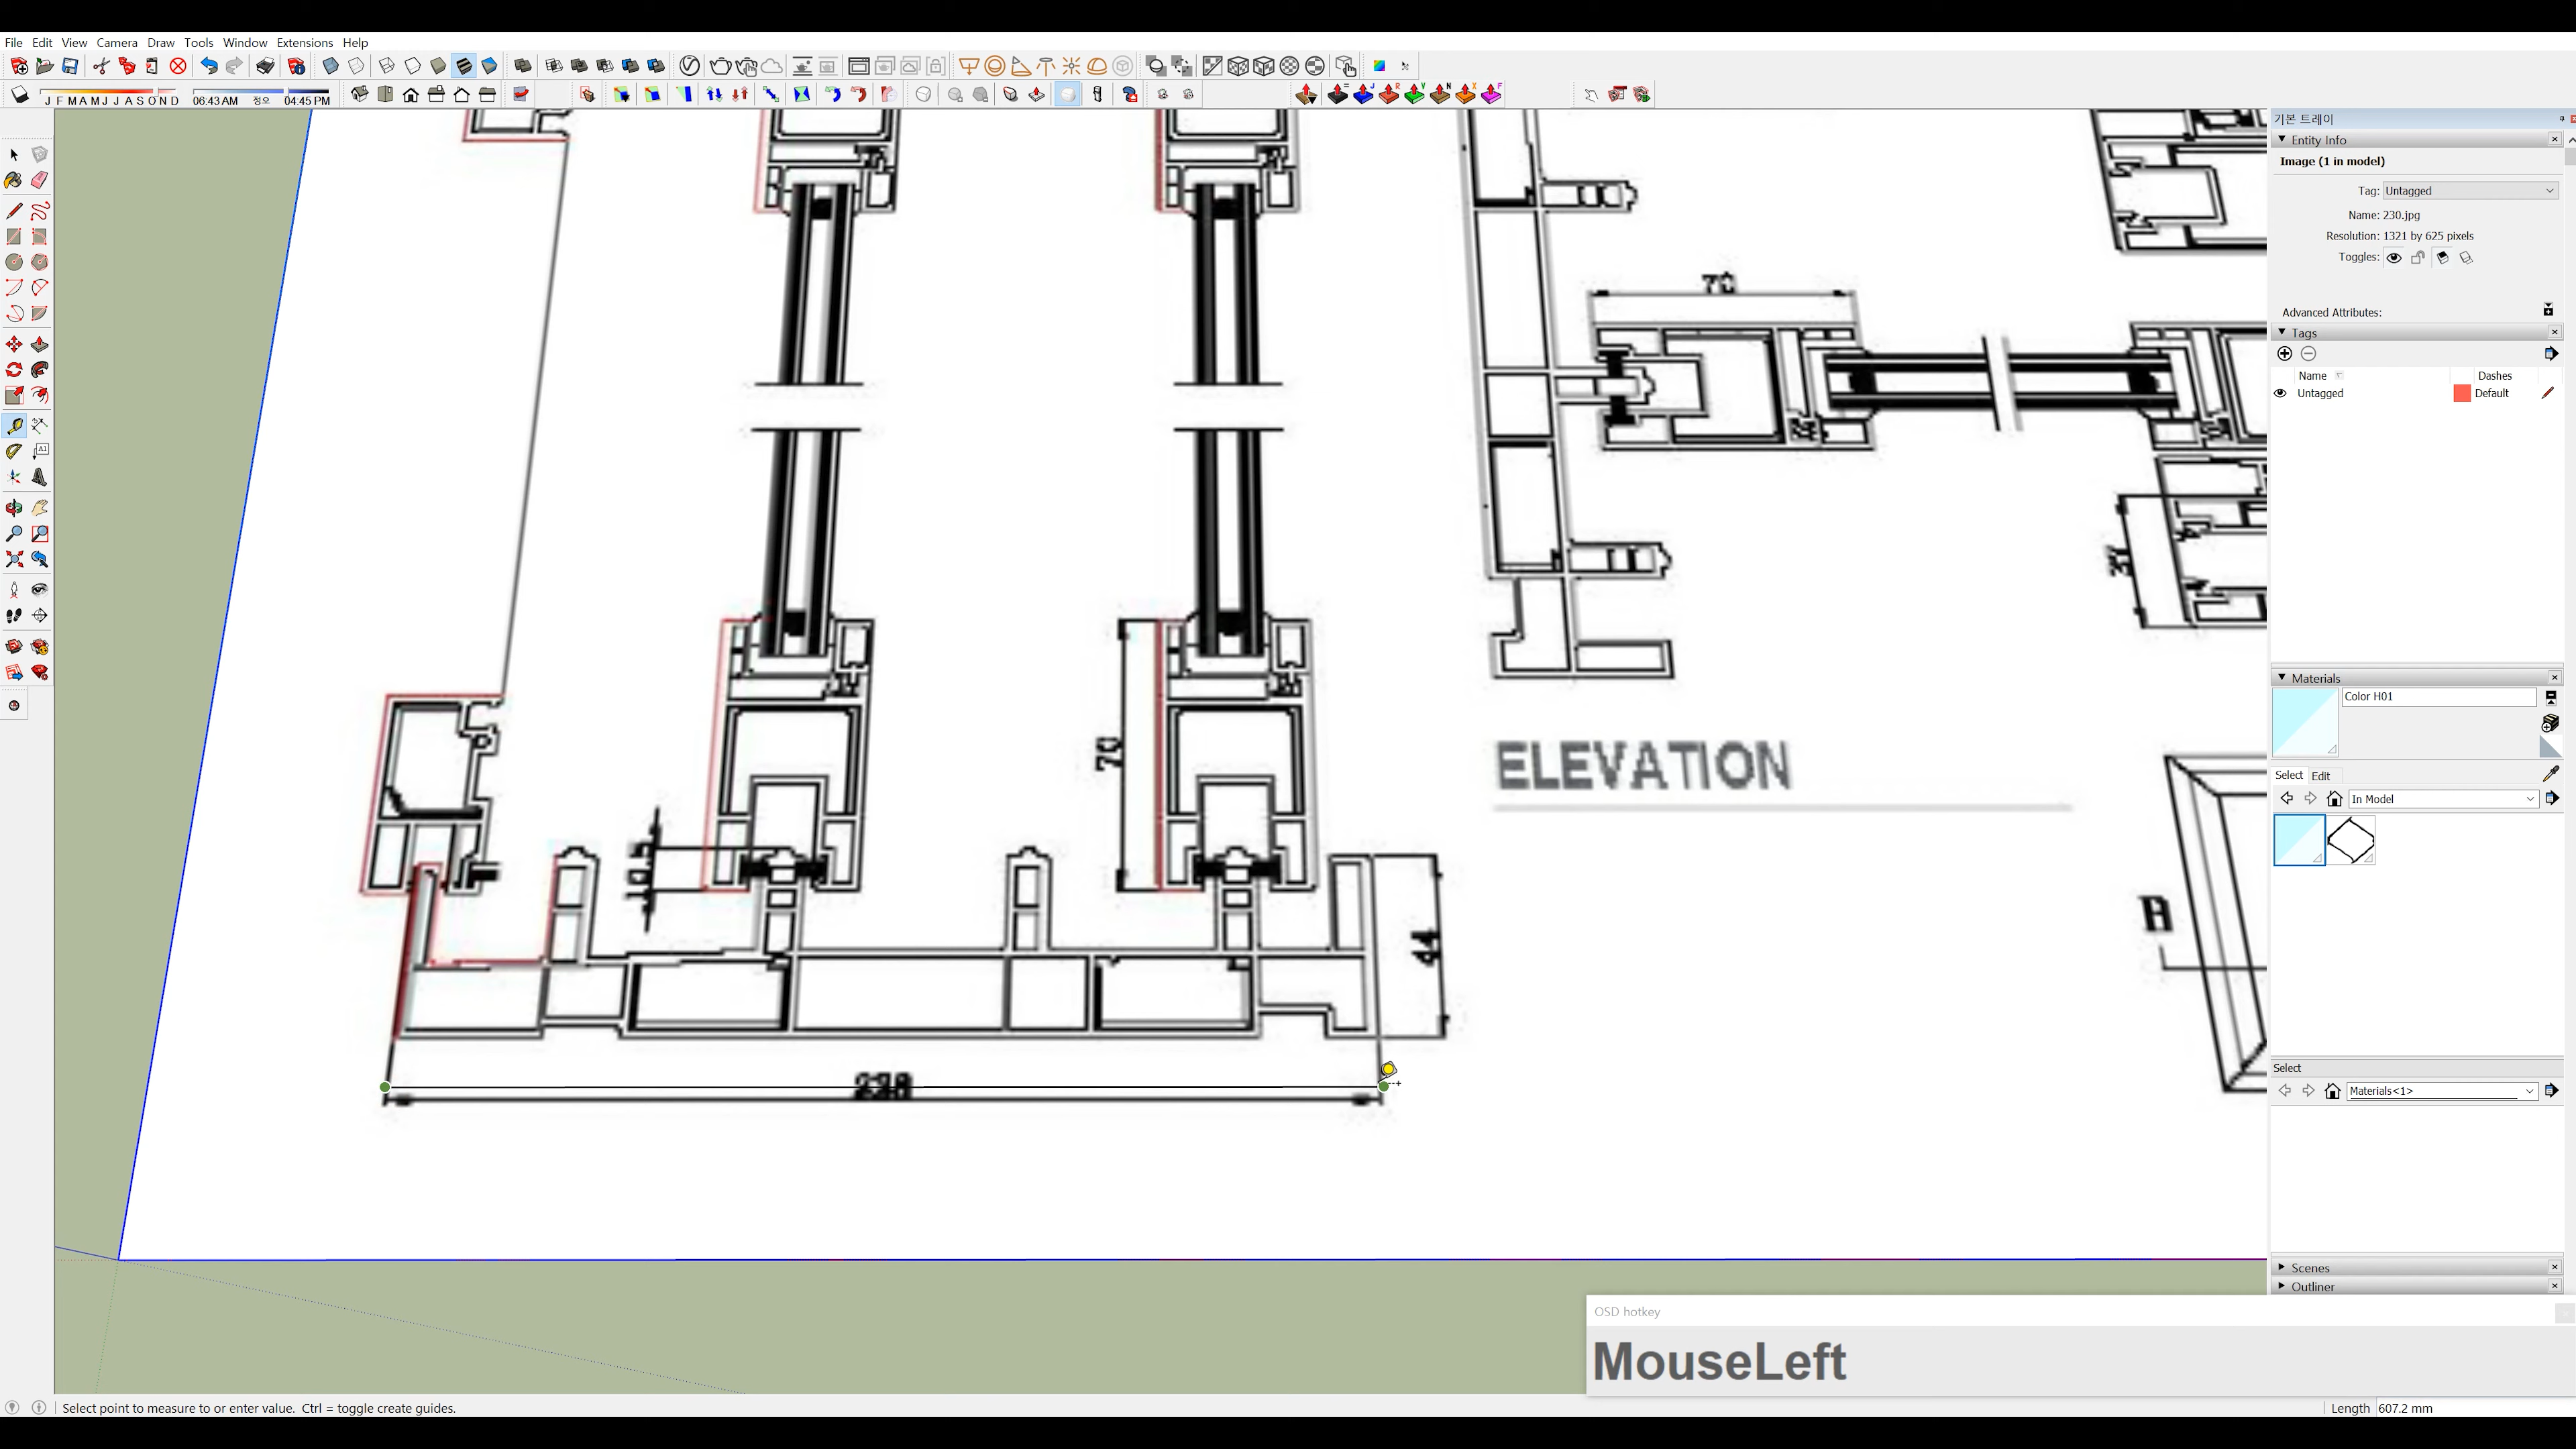 File Edit View Camera Draw Tools Window Extensions Help
J F M A M J J A S O N D 06:43 AM 정오 04:45 PM
기본 트레이
Entity Info
Image (1 in model)
Tag: Untagged
Name: 230.jpg
Resolution: 1321 by 625 pixels
Toggles:
Advanced Attributes:
Tags
Name Dashes
Untagged Default
Materials
Color H01
Select Edit
In Model
Select
Materials<1>
Scenes
Outliner
70
70
44
ELEVATION
H
OSD hotkey
MouseLeft
Select point to measure to or enter value. Ctrl = toggle create guides.
Length 607.2 mm